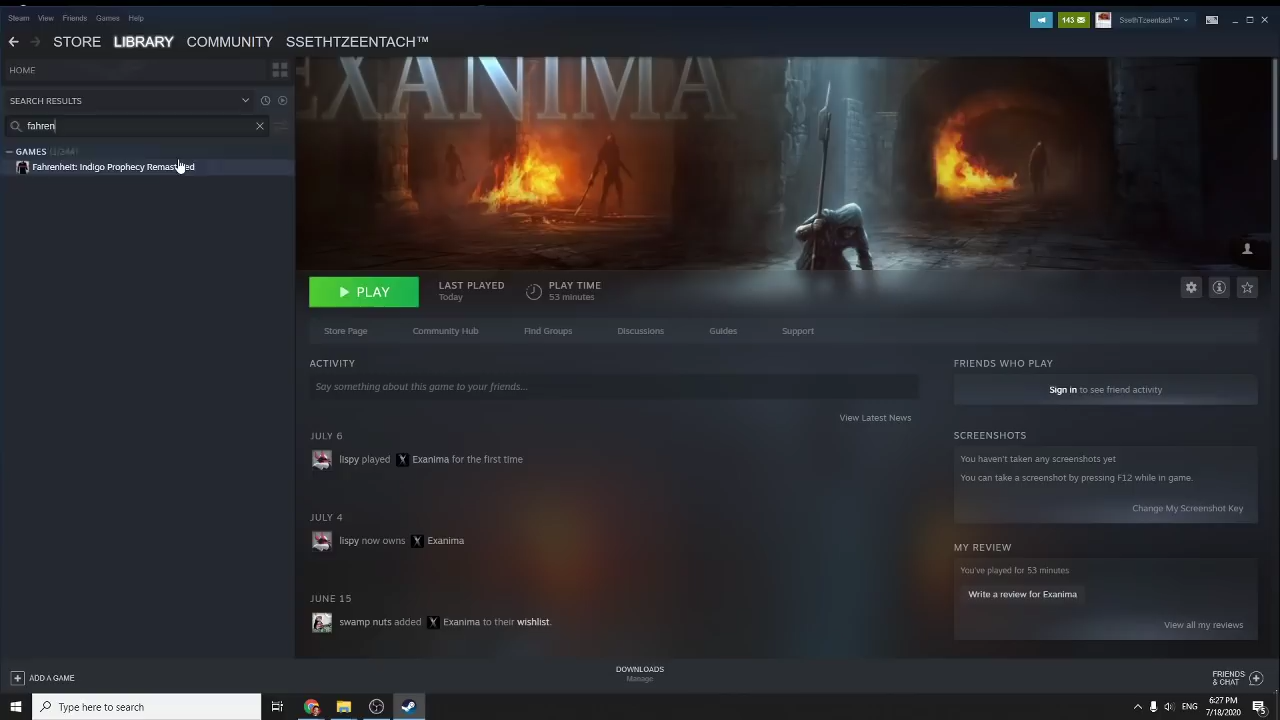 Steam View Friends Games Help
143
SsethTzeentach™
STORE LIBRARY COMMUNITY SSETHTZEENTACH™
HOME
SEARCH RESULTS
fahren
GAMES
Fahrenheit: Indigo Prophecy Remastered
EXANIMA
PLAY
LAST PLAYED
Today
PLAY TIME
53 minutes
Store Page Community Hub Find Groups Discussions Guides Support
ACTIVITY
Say something about this game to your friends...
View Latest News
JULY 6
lispy played Exanima for the first time
JULY 4
lispy now owns Exanima
JUNE 15
swamp nuts added Exanima to their wishlist.
FRIENDS WHO PLAY
Sign in to see friend activity
SCREENSHOTS
You haven't taken any screenshots yet
You can take a screenshot by pressing F12 while in game.
Change My Screenshot Key
MY REVIEW
You've played for 53 minutes
Write a review for Exanima
View all my reviews
ADD A GAME
DOWNLOADS
Manage
FRIENDS
& CHAT
Type here to search
ENG
6:27 PM
7/18/2020